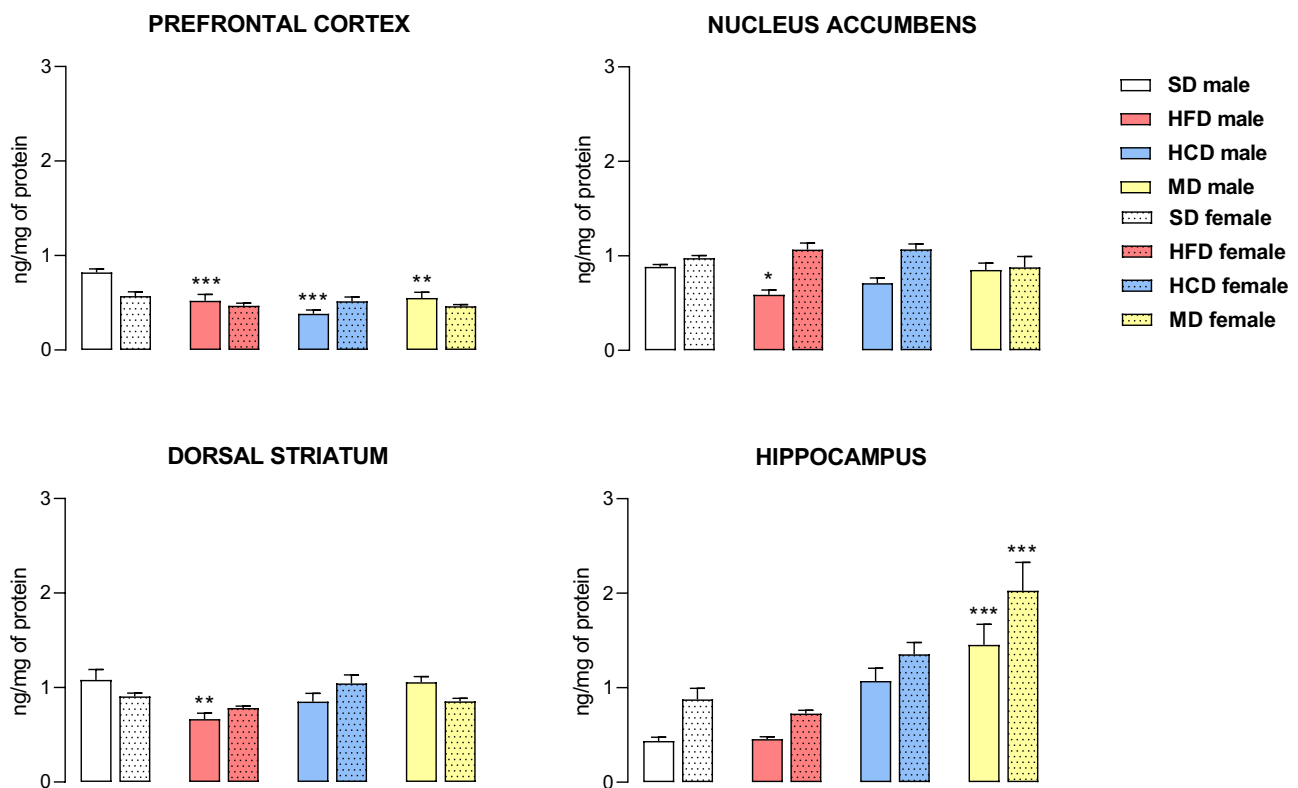 PREFRONTAL CORTEX
3
2
1
0
ng/mg of protein
***
***
**
NUCLEUS ACCUMBENS
3
2
1
0
ng/mg of protein
*
SD male
HFD male
HCD male
MD male
SD female
HFD female
HCD female
MD female
DORSAL STRIATUM
3
2
1
0
ng/mg of protein
**
HIPPOCAMPUS
3
2
1
0
ng/mg of protein
***
***